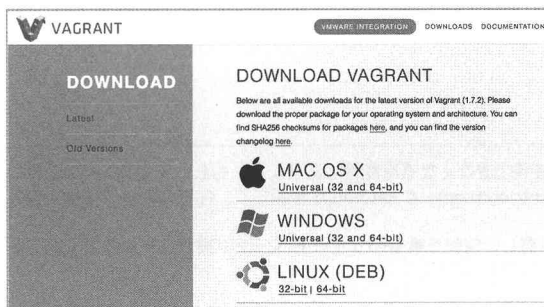 VAGRANT
VMWARE INTEGRATION DOWNLOADS DOCUMENTATION
DOWNLOAD
Latest
Old Versions
DOWNLOAD VAGRANT
Below are all available downloads for the latest version of Vagrant (1.7.2). Please
download the proper package for your operating system and architecture. You can
find SHA256 checksums for packages here, and you can find the version
changelog here.
MAC OS X
Universal (32 and 64-bit)
WINDOWS
Universal (32 and 64-bit)
LINUX (DEB)
32-bit | 64-bit